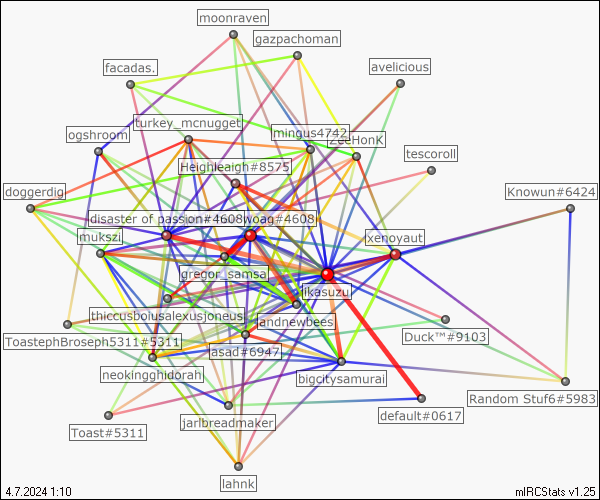 moonraven
gazpachoman
facadas.
avelicious
turkey_mcnugget
ogshroom
mingus4742
ZeeHonK
tescoroll
Heighleaigh#8575
doggerdig
Knowun#6424
disaster of passion#4608
woag#4608
mukszi
xenoyaut
gregor_samsa
likasuzu
thiccusboiusalexusjoneus
landnewbees
ToastephBroseph5311#5311
Duck™#9103
asad#6947
neokingghidorah
bigcitysamurai
Random Stuf6#5983
default#0617
jarlbreadmaker
Toast#5311
lahnk
4.7.2024 1:10
mIRCStats v1.25